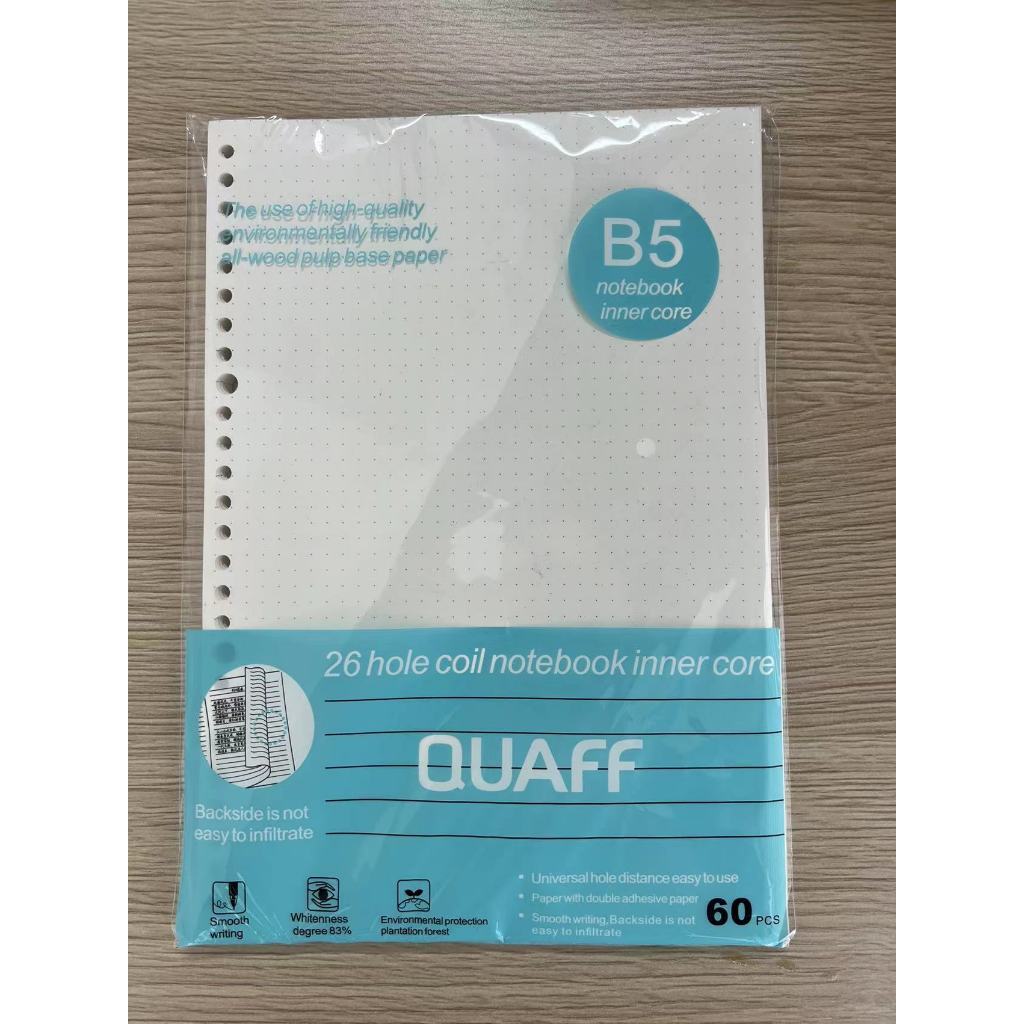 The use of high-quality
environmentally friendly
all-wood pulp base paper
B5
notebook
inner core
26 hole coil notebook inner core
QUAFF
Backside is not
easy to infiltrate
Smooth
writing
Whitenness
degree 83%
Environmental protection
plantation forest
• Universal hole distance easy to use
• Paper with double adhesive paper
• Smooth writing, Backside is not
easy to infiltrate
60 PCS